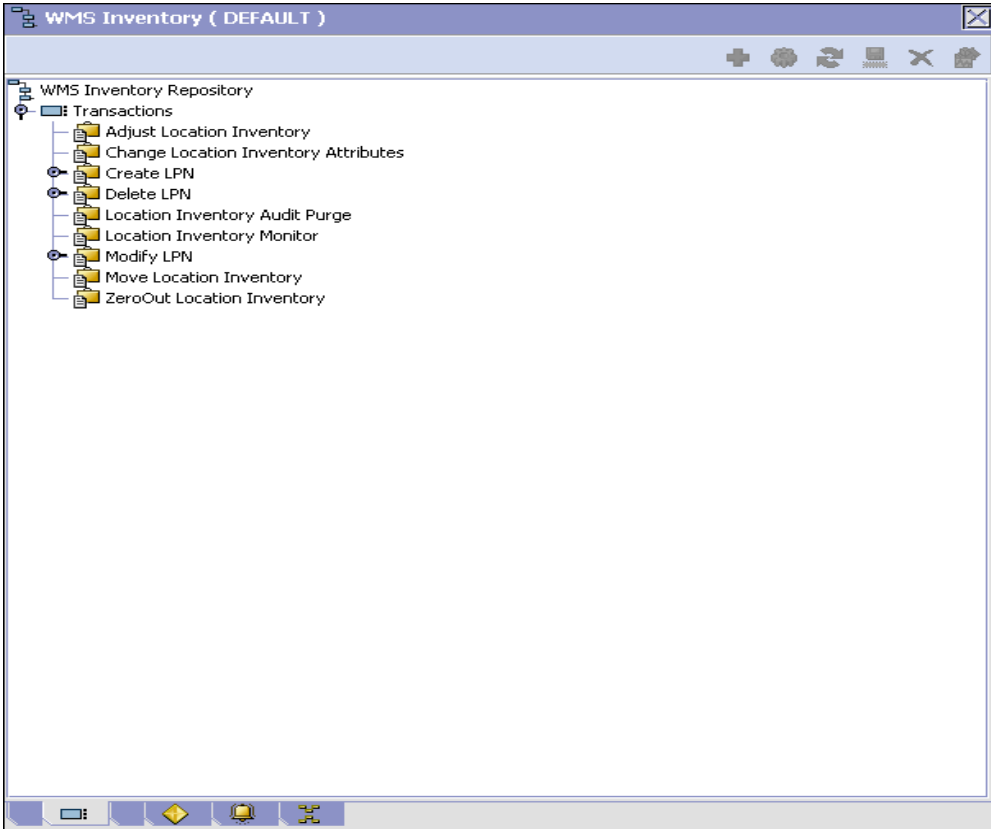 WMS Inventory ( DEFAULT )
WMS Inventory Repository
Transactions
Adjust Location Inventory
Change Location Inventory Attributes
Create LPN
Delete LPN
Location Inventory Audit Purge
Location Inventory Monitor
Modify LPN
Move Location Inventory
ZeroOut Location Inventory